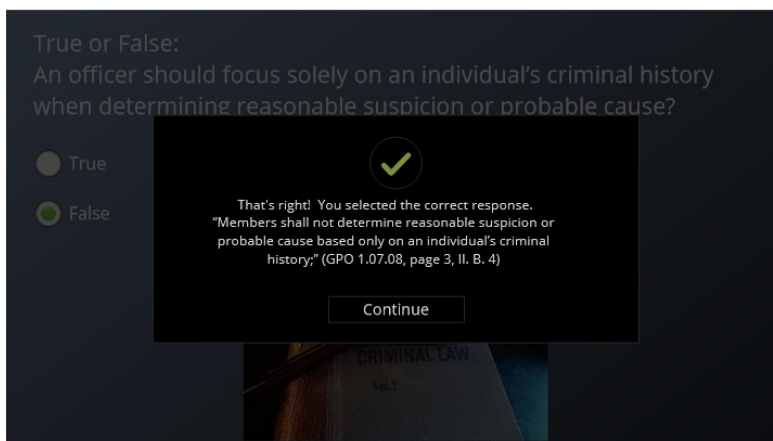 True or False:
An officer should focus solely on an individual's criminal history
when determining reasonable suspicion or probable cause?
True
False
That's right!  You selected the correct response.
“Members shall not determine reasonable suspicion or
probable cause based only on an individual’s criminal
history;” (GPO 1.07.08, page 3, II. B. 4)
Continue
CRIMINAL LAW
Vol.1